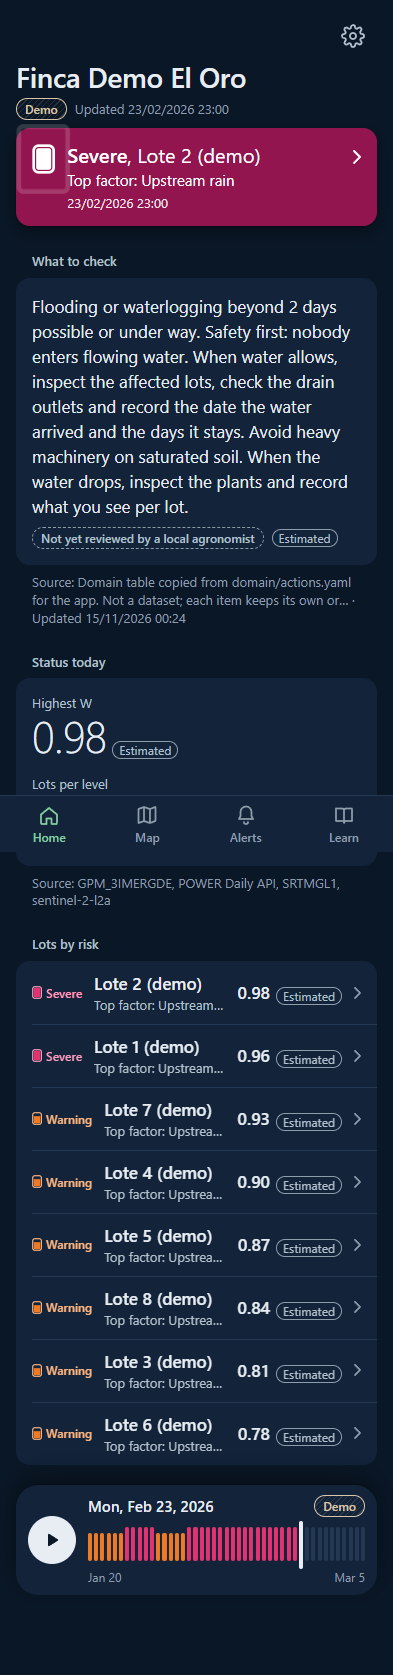 Finca Demo El Oro
Demo Updated 23/02/2026 23:00
Severe, Lote 2 (demo)
Top factor: Upstream rain
23/02/2026 23:00
What to check
Flooding or waterlogging beyond 2 days
possible or under way. Safety first: nobody
enters flowing water. When water allows,
inspect the affected lots, check the drain
outlets and record the date the water
arrived and the days it stays. Avoid heavy
machinery on saturated soil. When the
water drops, inspect the plants and record
what you see per lot.
Not yet reviewed by a local agronomist Estimated
Source: Domain table copied from domain/actions.yaml
for the app. Not a dataset; each item keeps its own or... ·
Updated 15/11/2026 00:24
Status today
Highest W
0.98 Estimated
Lots per level
Home Map Alerts Learn
Source: GPM_3IMERGDE, POWER Daily API, SRTMGL1,
sentinel-2-l2a
Lots by risk
Severe Lote 2 (demo) 0.98 Estimated
Top factor: Upstream...
Severe Lote 1 (demo) 0.96 Estimated
Top factor: Upstream...
Warning Lote 7 (demo) 0.93 Estimated
Top factor: Upstrea...
Warning Lote 4 (demo) 0.90 Estimated
Top factor: Upstrea...
Warning Lote 5 (demo) 0.87 Estimated
Top factor: Upstrea...
Warning Lote 8 (demo) 0.84 Estimated
Top factor: Upstrea...
Warning Lote 3 (demo) 0.81 Estimated
Top factor: Upstrea...
Warning Lote 6 (demo) 0.78 Estimated
Top factor: Upstrea...
Mon, Feb 23, 2026 Demo
Jan 20 Mar 5